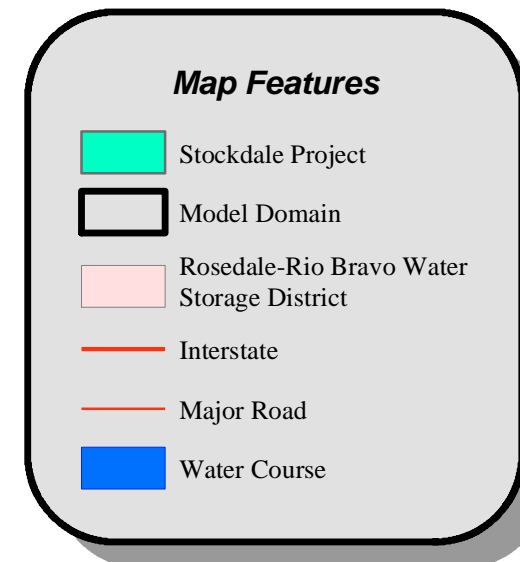 Map Features
Stockdale Project
Model Domain
Rosedale-Rio Bravo Water
Storage District
Interstate
Major Road
Water Course